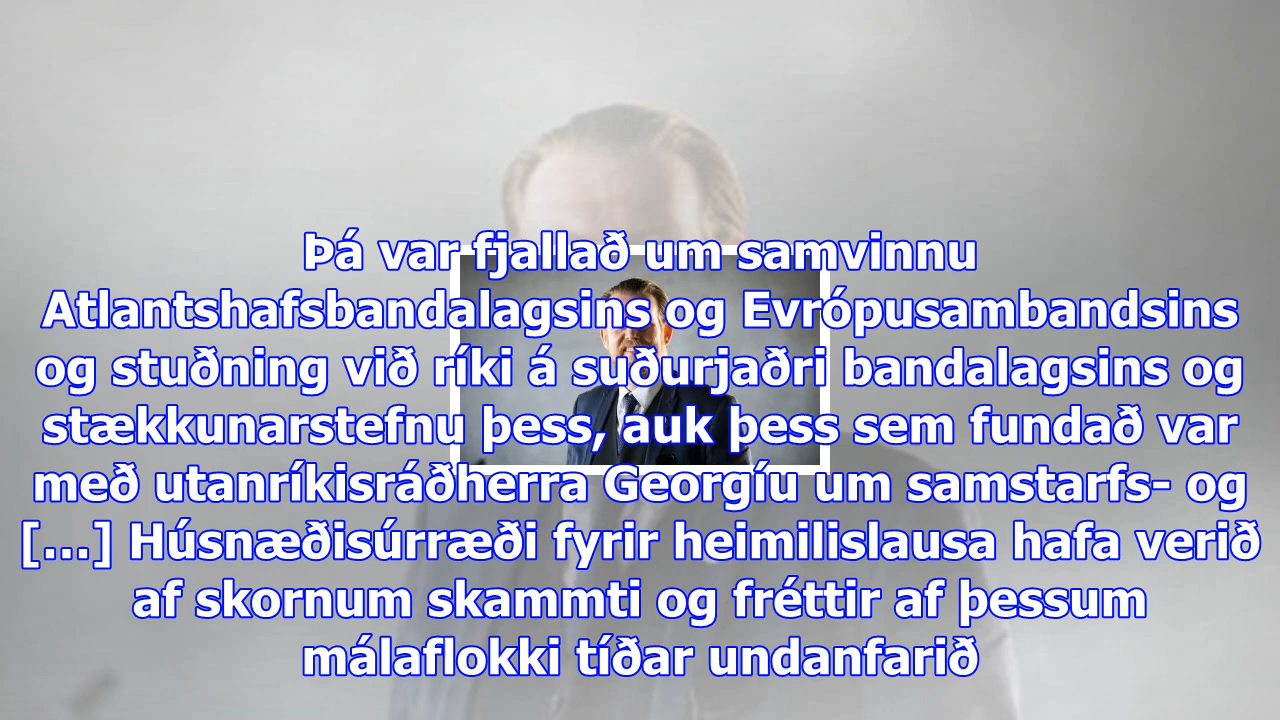 Þá var fjallað um samvinnu
Atlantshafsbandalagsins og Evrópusambandsins
og stuðning við ríki á suðurjaðri bandalagsins og
stækkunarstefnu þess, auk þess sem fundað var
með utanríkisráðherra Georgíu um samstarfs- og
[...] Húsnæðisúrræði fyrir heimilislausa hafa verið
af skornum skammti og fréttir af þessum
málaflokki tíðar undanfarið